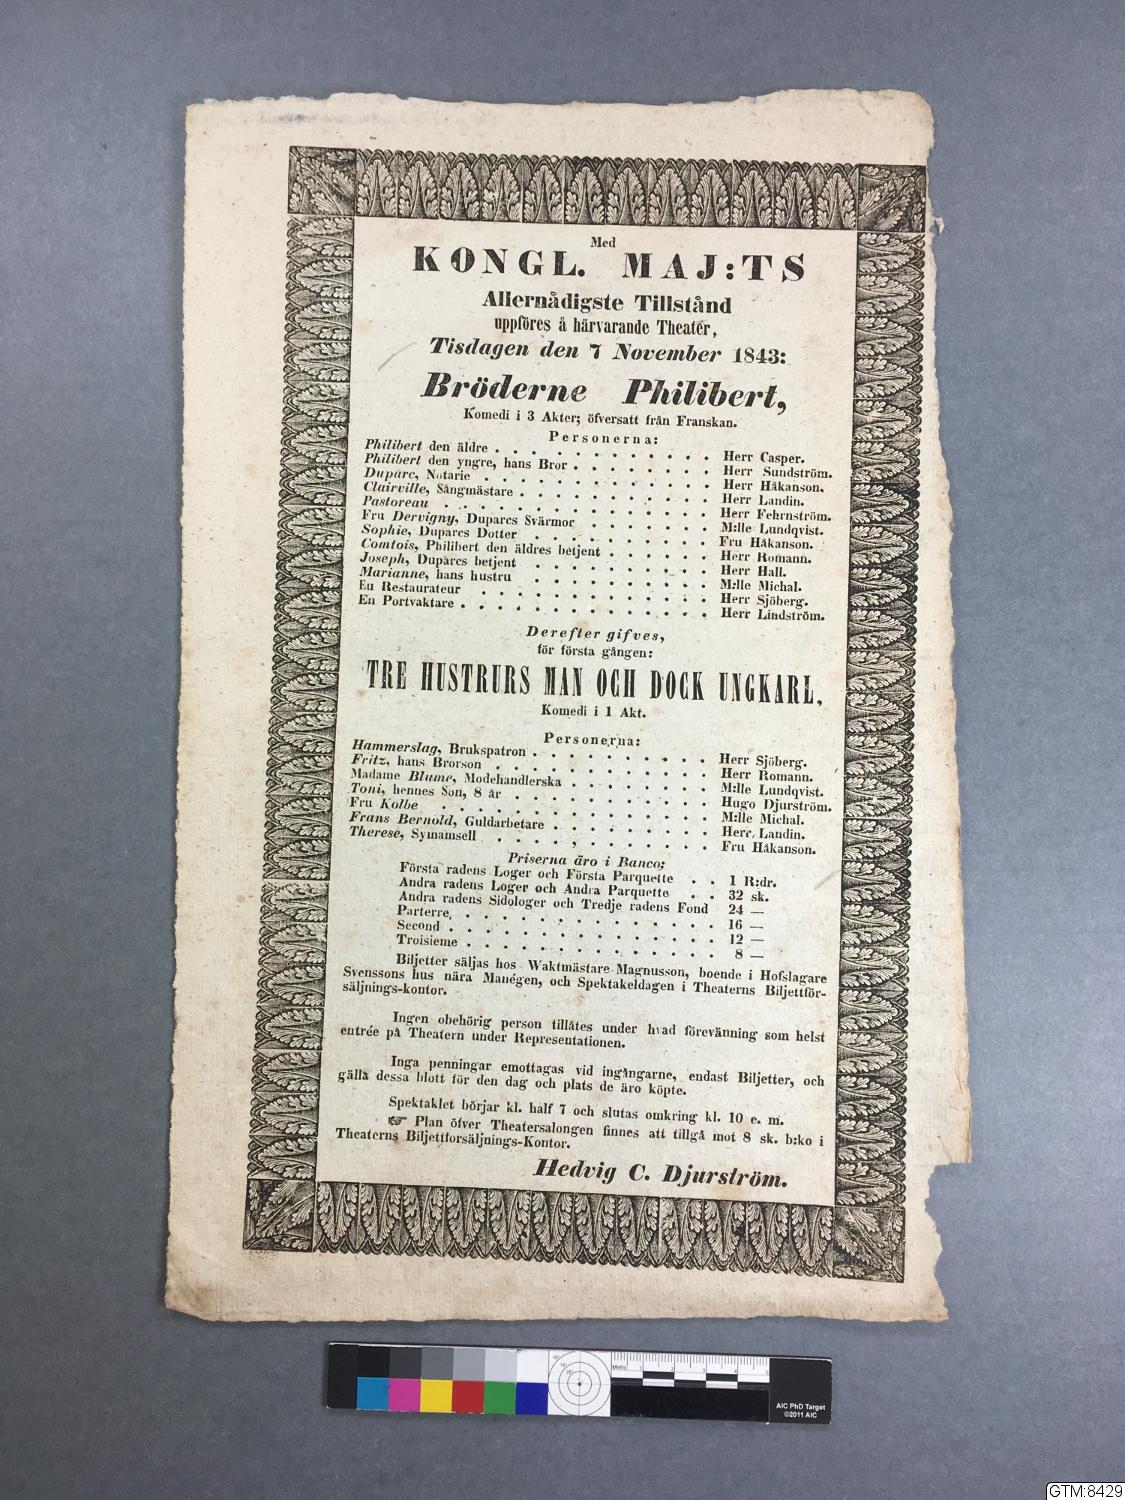 Med
KONGL. MAJ:TS
Allernådigste Tillstånd
uppföres å härvarande Theater,
Tisdagen den 7 November 1843:
Bröderne Philibert,
Komedi i 3 Akter; öfversatt från Franskan.
Personerna:
Philibert den äldre . . . . . . . . . . . Herr Casper.
Philibert den yngre, hans Bror . . . . . . . . Herr Sundström.
Duparc, Notarie . . . . . . . . . . . Herr Håkanson.
Clairville, Sångmästare . . . . . . . . . . Herr Landin.
Pastoreau . . . . . . . . . . . . . Herr Fehrnström.
Fru Dervigny, Duparcs Svärmor . . . . . . . M:lle Lundqvist.
Sophie, Duparcs Dotter . . . . . . . . . Fru Håkanson.
Comtois, Philibert den äldres betjent . . . . . . Herr Romann.
Joseph, Duparcs betjent . . . . . . . . . Herr Hall.
Marianne, hans hustru . . . . . . . . . M:lle Michal.
En Restaurateur . . . . . . . . . . . Herr Sjöberg.
En Portvaktare . . . . . . . . . . . . Herr Lindström.
Derefter gifves,
för första gången:
TRE HUSTRURS MAN OCH DOCK UNGKARL,
Komedi i 1 Akt.
Personerna:
Hammerslag, Brukspatron . . . . . . . . . Herr Sjöberg.
Fritz, hans Brorson . . . . . . . . . . . Herr Romann.
Madame Blume, Modehandlerska . . . . . . . M:lle Lundqvist.
Toni, hennes Son, 8 år . . . . . . . . . . Hugo Djurström.
Fru Kolbe . . . . . . . . . . . . . M:lle Michal.
Frans Bernold, Guldarbetare . . . . . . . . Herr Landin.
Therese, Symamsell . . . . . . . . . . . Fru Håkanson.
Priserna äro i Banco:
Första radens Loger och Första Parquette . . 1 R:dr.
Andra radens Loger och Andra Parquette . . 32 sk.
Andra radens Sidologer och Tredje radens Fond 24 —
Parterre . . . . . . . . . . . . . 16 —
Second . . . . . . . . . . . . . . 12 —
Troisieme . . . . . . . . . . . . . 8 —
Biljetter säljas hos Waktmästare Magnusson, boende i Hofslagare
Svenssons hus nära Manégen, och Spektakeldagen i Theaterns Biljettför-
säljnings-kontor.
Ingen obehörig person tillåtes under hvad förevänning som helst
entrée på Theatern under Representationen.
Inga penningar emottagas vid ingångarne, endast Biljetter, och
gälla dessa blott för den dag och plats de äro köpte.
Spektaklet börjar kl. half 7 och slutas omkring kl. 10 e. m.
☞ Plan öfver Theatersalongen finnes att tillgå mot 8 sk. b:ko i
Theaterns Biljettforsäljnings-Kontor.
Hedvig C. Djurström.
AIC PhD Target
©2011 AIC
GTM:8429